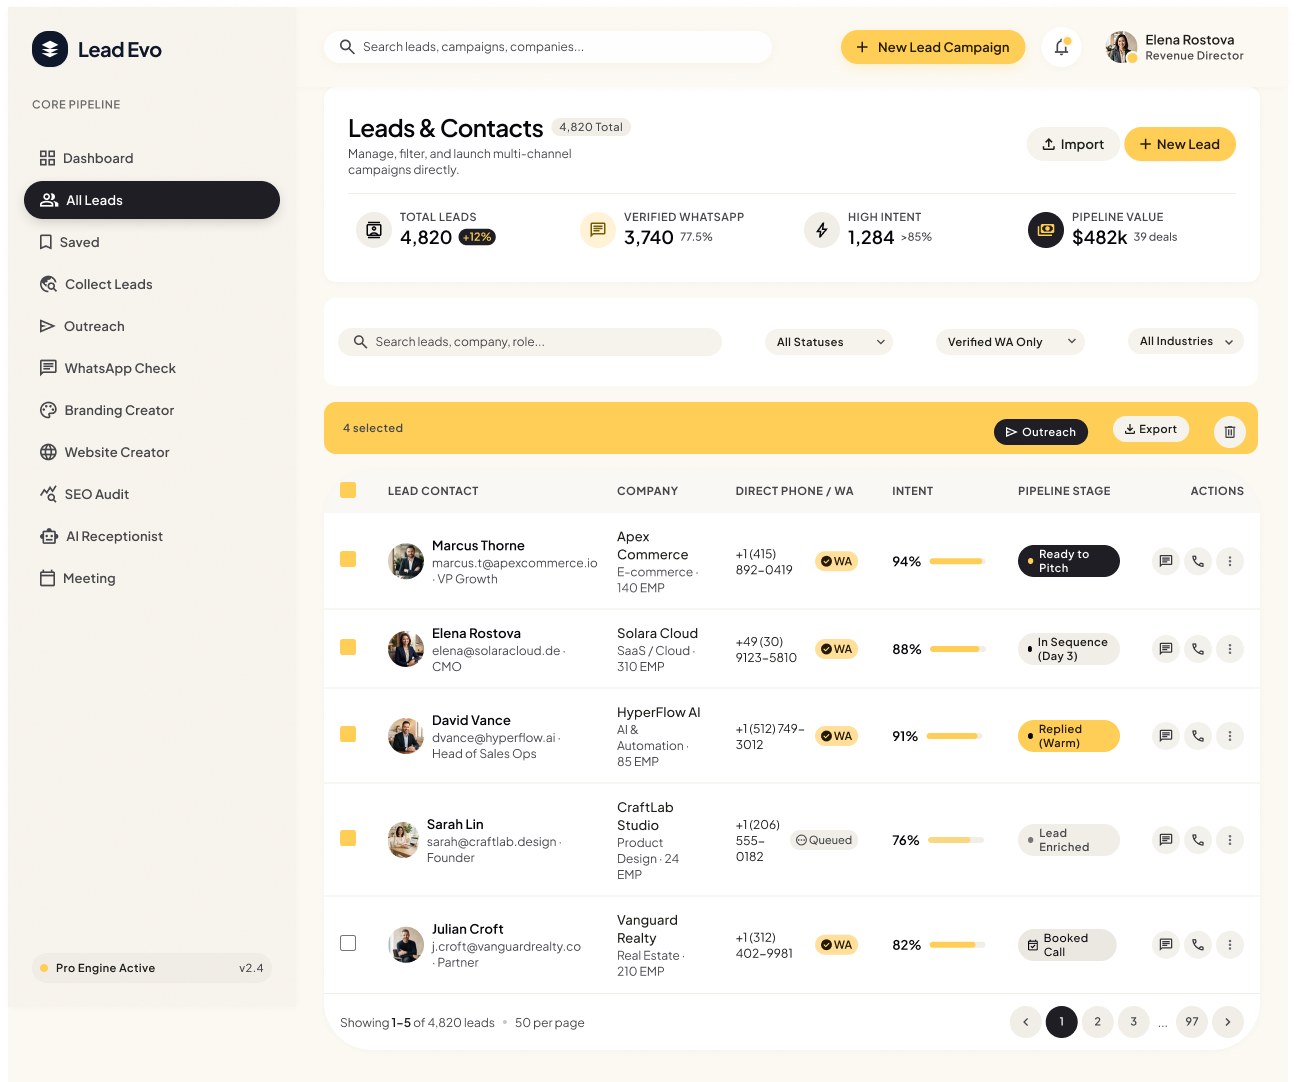 Lead Evo
Search leads, campaigns, companies...
New Lead Campaign
Elena Rostova
Revenue Director
CORE PIPELINE
Dashboard
All Leads
Saved
Collect Leads
Outreach
WhatsApp Check
Branding Creator
Website Creator
SEO Audit
AI Receptionist
Meeting
Pro Engine Active
v2.4
Leads & Contacts
4,820 Total
Manage, filter, and launch multi-channel
campaigns directly.
Import
New Lead
TOTAL LEADS
4,820 +12%
VERIFIED WHATSAPP
3,740 77.5%
HIGH INTENT
1,284 >85%
PIPELINE VALUE
$482k 39 deals
Search leads, company, role...
All Statuses
Verified WA Only
All Industries
4 selected
Outreach
Export
LEAD CONTACT
COMPANY
DIRECT PHONE / WA
INTENT
PIPELINE STAGE
ACTIONS
Marcus Thorne
marcus.t@apexcommerce.io
· VP Growth
Apex
Commerce
E-commerce ·
140 EMP
+1 (415)
892-0419
WA
94%
Ready to
Pitch
Elena Rostova
elena@solaracloud.de ·
CMO
Solara Cloud
SaaS / Cloud ·
310 EMP
+49 (30)
9123-5810
WA
88%
In Sequence
(Day 3)
David Vance
dvance@hyperflow.ai ·
Head of Sales Ops
HyperFlow AI
AI &
Automation ·
85 EMP
+1 (512) 749-
3012
WA
91%
Replied
(Warm)
Sarah Lin
sarah@craftlab.design ·
Founder
CraftLab
Studio
Product
Design · 24
EMP
+1 (206)
555-
0182
Queued
76%
Lead
Enriched
Julian Croft
j.croft@vanguardrealty.co
· Partner
Vanguard
Realty
Real Estate ·
210 EMP
+1 (312)
402-9981
WA
82%
Booked
Call
Showing 1-5 of 4,820 leads • 50 per page
1 2 3 ... 97